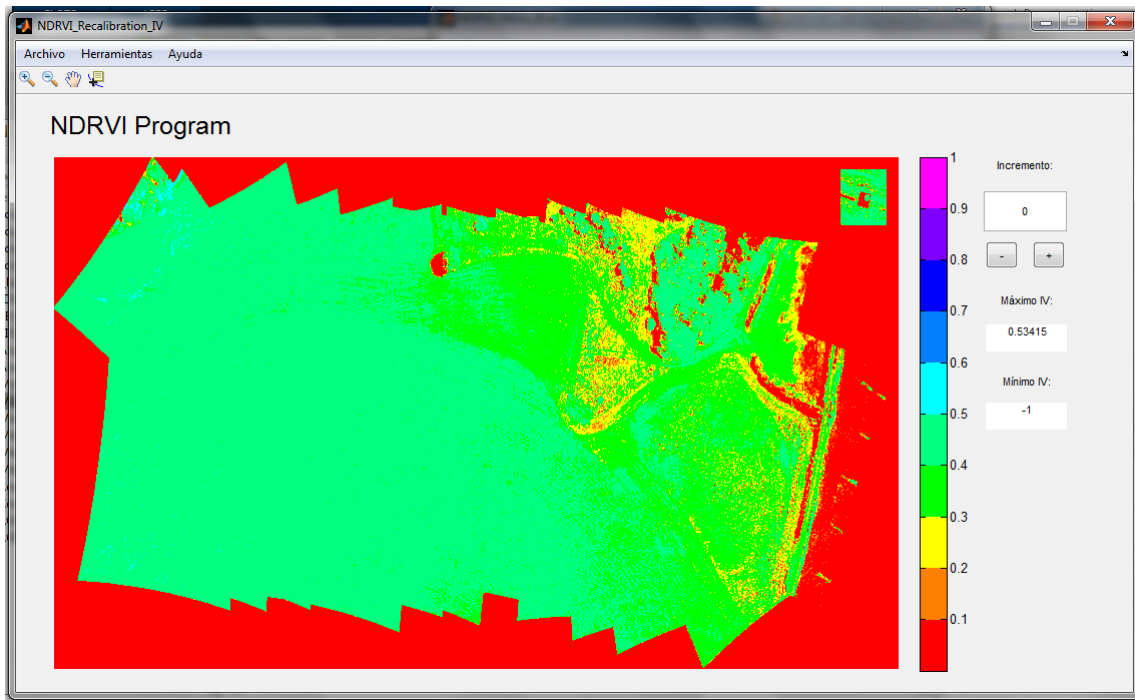 NDRVI_Recalibration_IV
Archivo Herramientas Ayuda
NDRVI Program
1
0.9
0.8
0.7
0.6
0.5
0.4
0.3
0.2
0.1
Incremento:
0
- +
Máximo IV:
0.53415
Mínimo IV:
-1